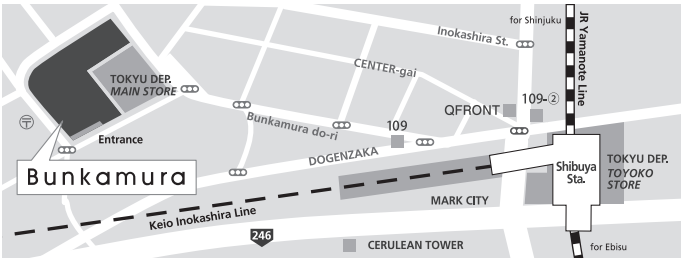 for Shinjuku
JR Yamanote Line
Inokashira St.
CENTER-gai
TOKYU DEP.
MAIN STORE
QFRONT
109-②
Bunkamura do-ri
109
〒
Entrance
DOGENZAKA
Bunkamura
Shibuya
Sta.
TOKYU DEP.
TOYOKO
STORE
MARK CITY
Keio Inokashira Line
246
CERULEAN TOWER
for Ebisu